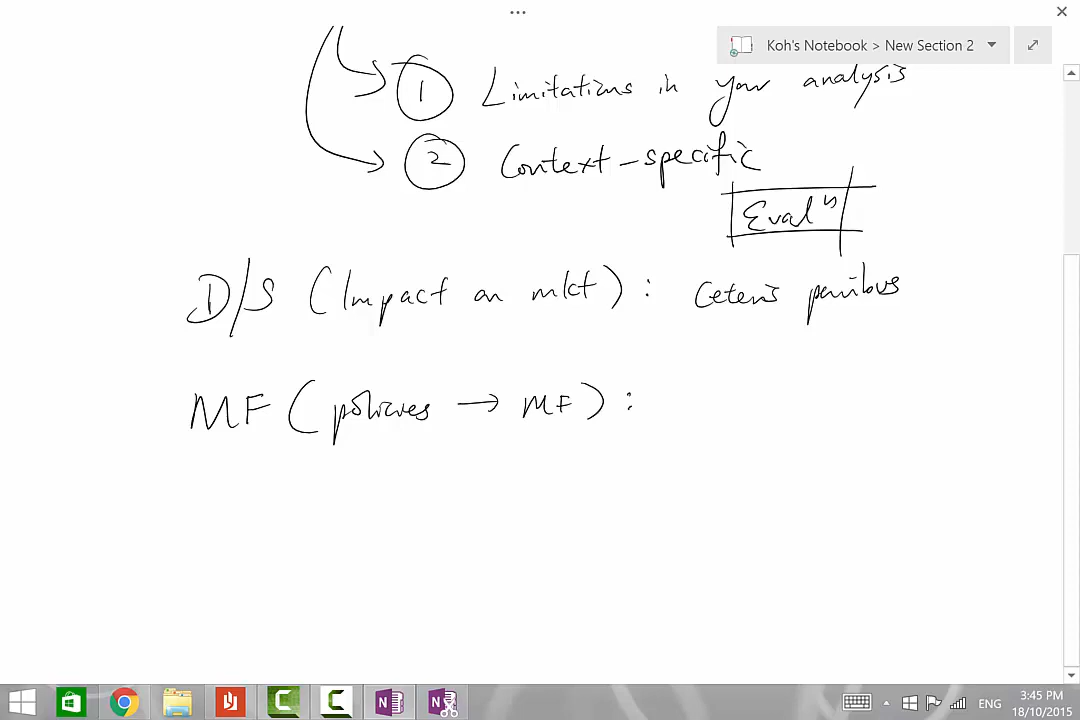 Koh's Notebook > New Section 2
1 Limitations in your analysis
2 Context-specific
Eval n
D/S (Impact on mkt) : Ceteris paribus
MF (policies → MF) :
ENG
3:45 PM
18/10/2015